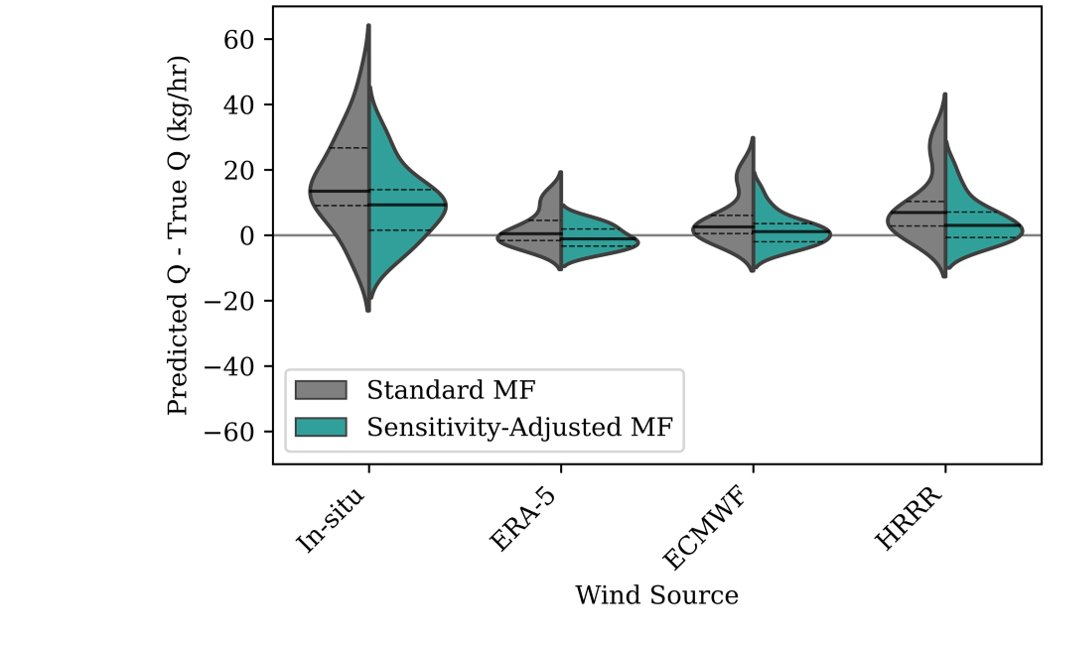 Predicted Q - True Q (kg/hr)
60
40
20
0
−20
−40
−60
Standard MF
Sensitivity-Adjusted MF
In-situ
ERA-5
ECMWF
HRRR
Wind Source